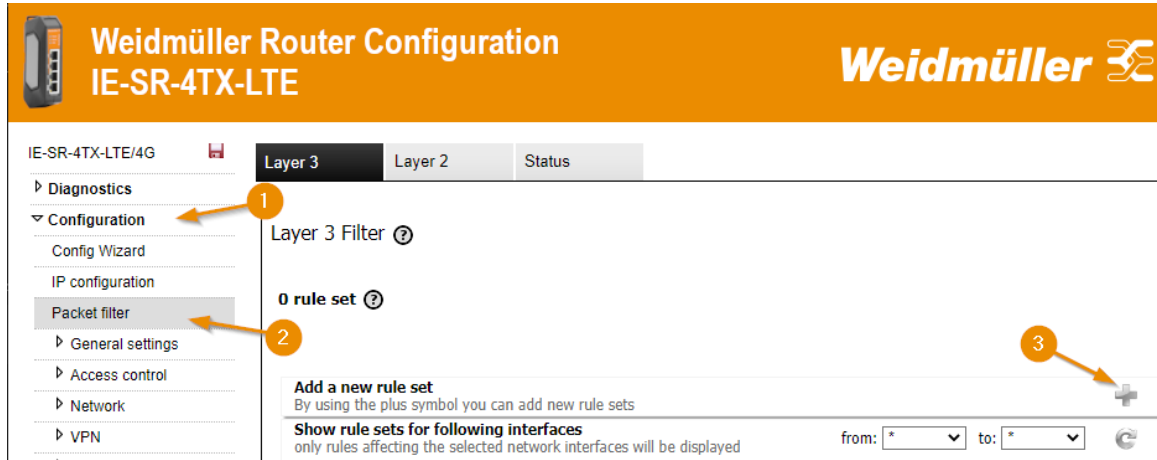 Weidmüller Router Configuration
IE-SR-4TX-LTE
Weidmüller
IE-SR-4TX-LTE/4G
Layer 3
Layer 2
Status
Diagnostics
1
Configuration
Config Wizard
IP configuration
Packet filter
2
General settings
Access control
Network
VPN
Layer 3 Filter ?
0 rule set ?
3
Add a new rule set
By using the plus symbol you can add new rule sets
Show rule sets for following interfaces
only rules affecting the selected network interfaces will be displayed
from: * to: *